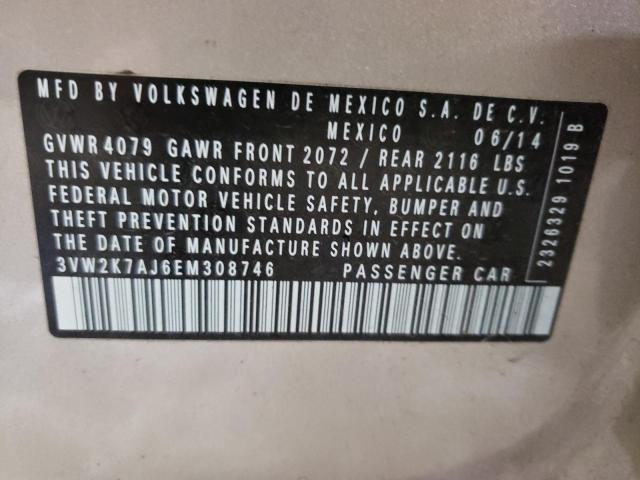 MFD BY VOLKSWAGEN DE MEXICO S.A. DE C.V.
MEXICO 06/14
GVWR 4079 GAWR FRONT 2072 / REAR 2116 LBS
THIS VEHICLE CONFORMS TO ALL APPLICABLE U.S.
FEDERAL MOTOR VEHICLE SAFETY, BUMPER AND
THEFT PREVENTION STANDARDS IN EFFECT ON
THE DATE OF MANUFACTURE SHOWN ABOVE.
3VW2K7AJ6EM308746 PASSENGER CAR
2326329 1019 B